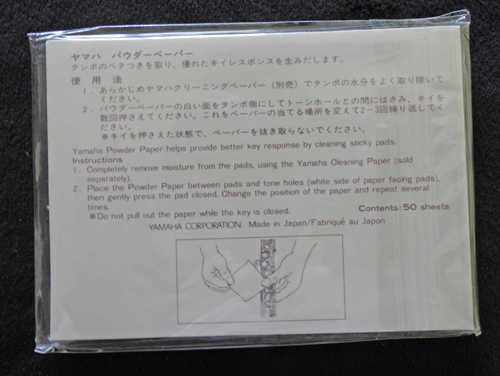 ヤマハ パウダーペーパー
タンポのベタつきを取り、優れたキイレスポンスを生みだします。
使 用 法
1. あらかじめヤマハクリーニングペーパー(別売)でタンポの水分をよく取り除いて
ください。
2. パウダーペーパーの白い面をタンポ側にしてトーンホールとの間にはさみ、キイを
数回押さえてください。これをペーパーの当てる場所を変えて2~3回繰り返してく
ださい。
※キイを押さえた状態で、ペーパーを抜き取らないでください。
Yamaha Powder Paper helps provide better key response by cleaning sticky pads.
Instructions
1. Completely remove moisture from the pads, using the Yamaha Cleaning Paper (sold
separately).
2. Place the Powder Paper between pads and tone holes (white side of paper facing pads),
then gently press the pad closed. Change the position of the paper and repeat several
times.
※Do not pull out the paper while the key is closed.
Contents: 50 sheets
YAMAHA CORPORATION Made in Japan/Fabriqué au Japon